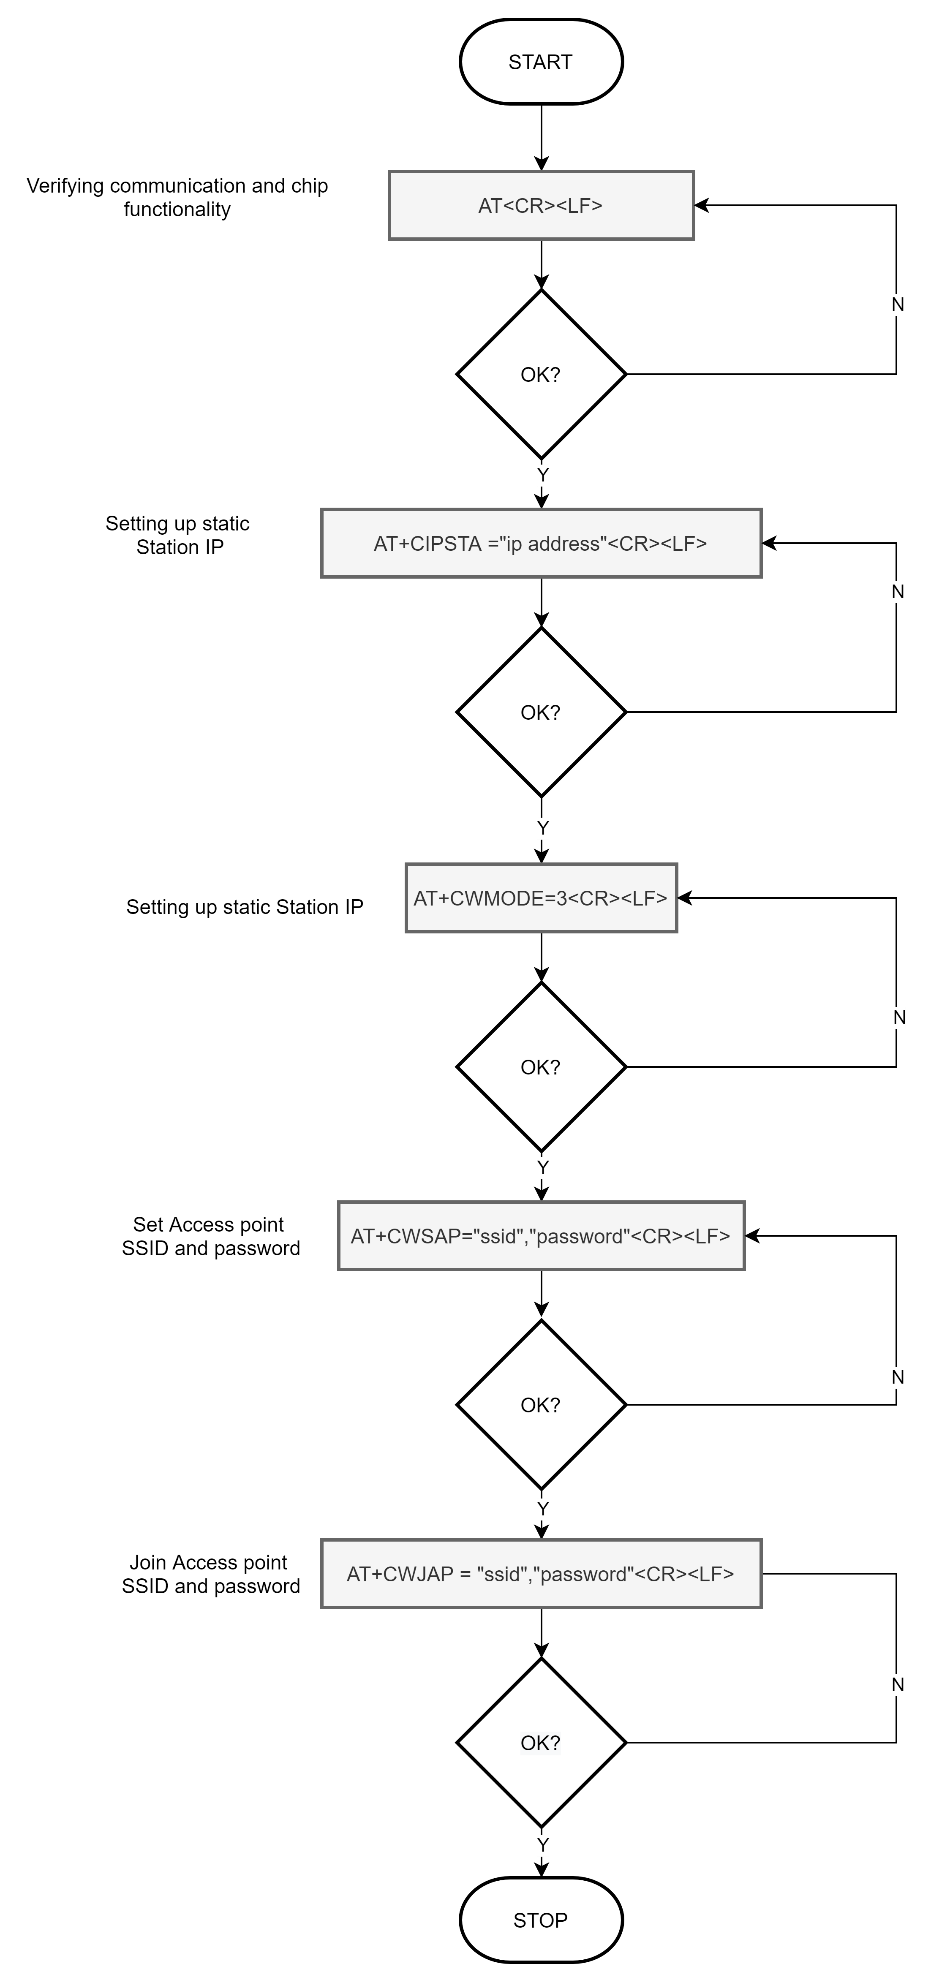 START
Verifying communication and chip
functionality
AT<CR><LF>
N
OK?
Y
Setting up static
Station IP
AT+CIPSTA ="ip address"<CR><LF>
N
OK?
Y
Setting up static Station IP
AT+CWMODE=3<CR><LF>
N
OK?
Y
Set Access point
SSID and password
AT+CWSAP="ssid","password"<CR><LF>
N
OK?
Y
Join Access point
SSID and password
AT+CWJAP = "ssid","password"<CR><LF>
N
OK?
Y
STOP